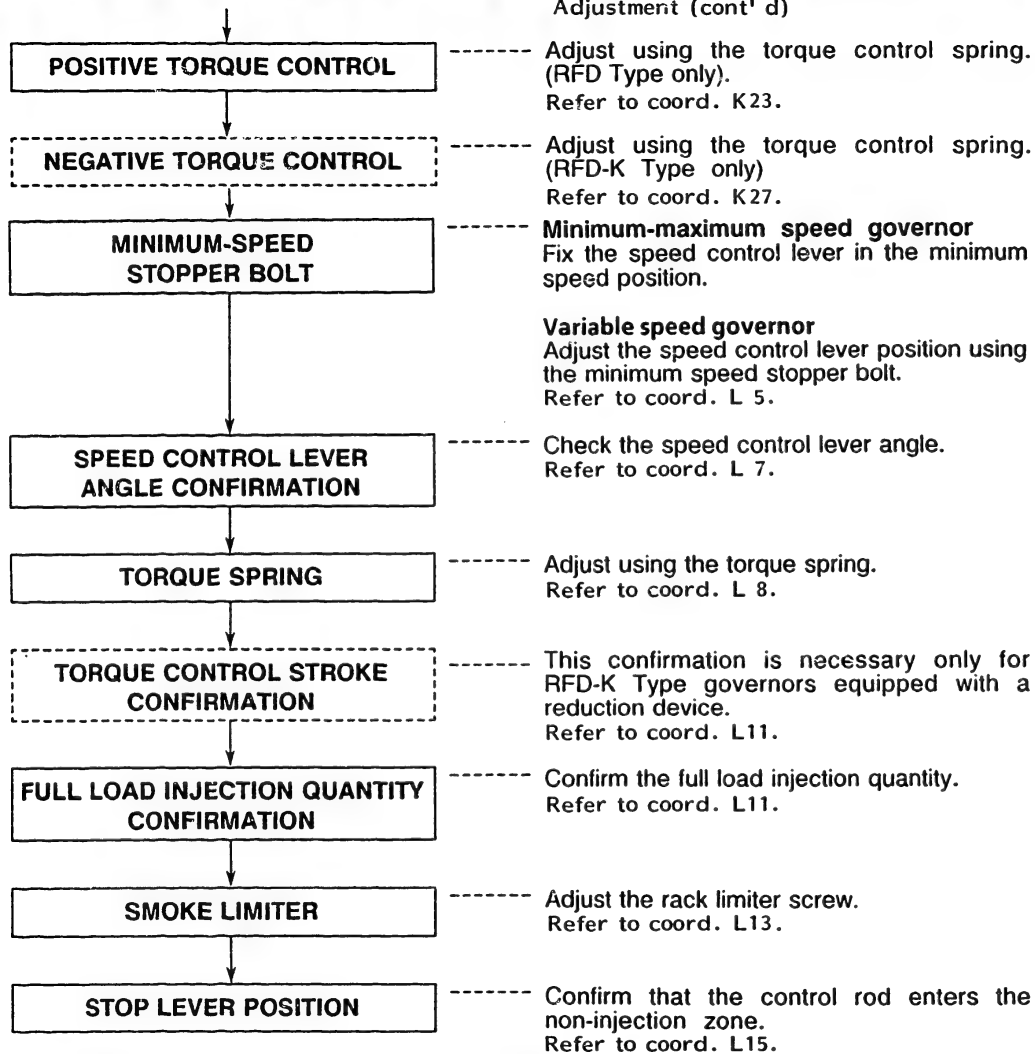 Adjustment (cont' d)
POSITIVE TORQUE CONTROL
------- Adjust using the torque control spring.
(RFD Type only).
Refer to coord. K23.
NEGATIVE TORQUE CONTROL
------- Adjust using the torque control spring.
(RFD-K Type only)
Refer to coord. K27.
MINIMUM-SPEED
STOPPER BOLT
------- Minimum-maximum speed governor
Fix the speed control lever in the minimum
speed position.
Variable speed governor
Adjust the speed control lever position using
the minimum speed stopper bolt.
Refer to coord. L 5.
SPEED CONTROL LEVER
ANGLE CONFIRMATION
------- Check the speed control lever angle.
Refer to coord. L 7.
TORQUE SPRING
------- Adjust using the torque spring.
Refer to coord. L 8.
TORQUE CONTROL STROKE
CONFIRMATION
------- This confirmation is necessary only for
RFD-K Type governors equipped with a
reduction device.
Refer to coord. L11.
FULL LOAD INJECTION QUANTITY
CONFIRMATION
------- Confirm the full load injection quantity.
Refer to coord. L11.
SMOKE LIMITER
------- Adjust the rack limiter screw.
Refer to coord. L13.
STOP LEVER POSITION
------- Confirm that the control rod enters the
non-injection zone.
Refer to coord. L15.